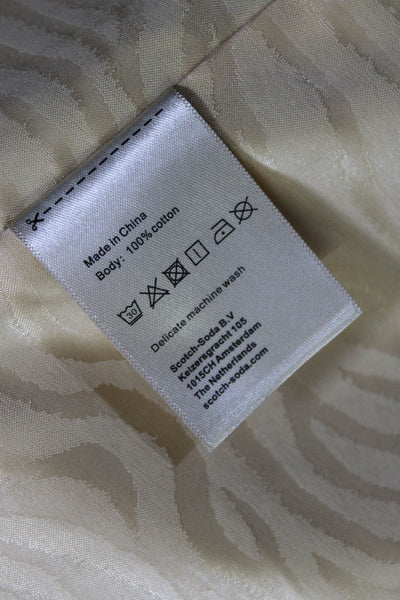 Made in China
Body: 100% cotton
30
Delicate machine wash
Scotch-Soda B.V
Keizersgracht 105
1015CH Amsterdam
The Netherlands
scotch-soda.com